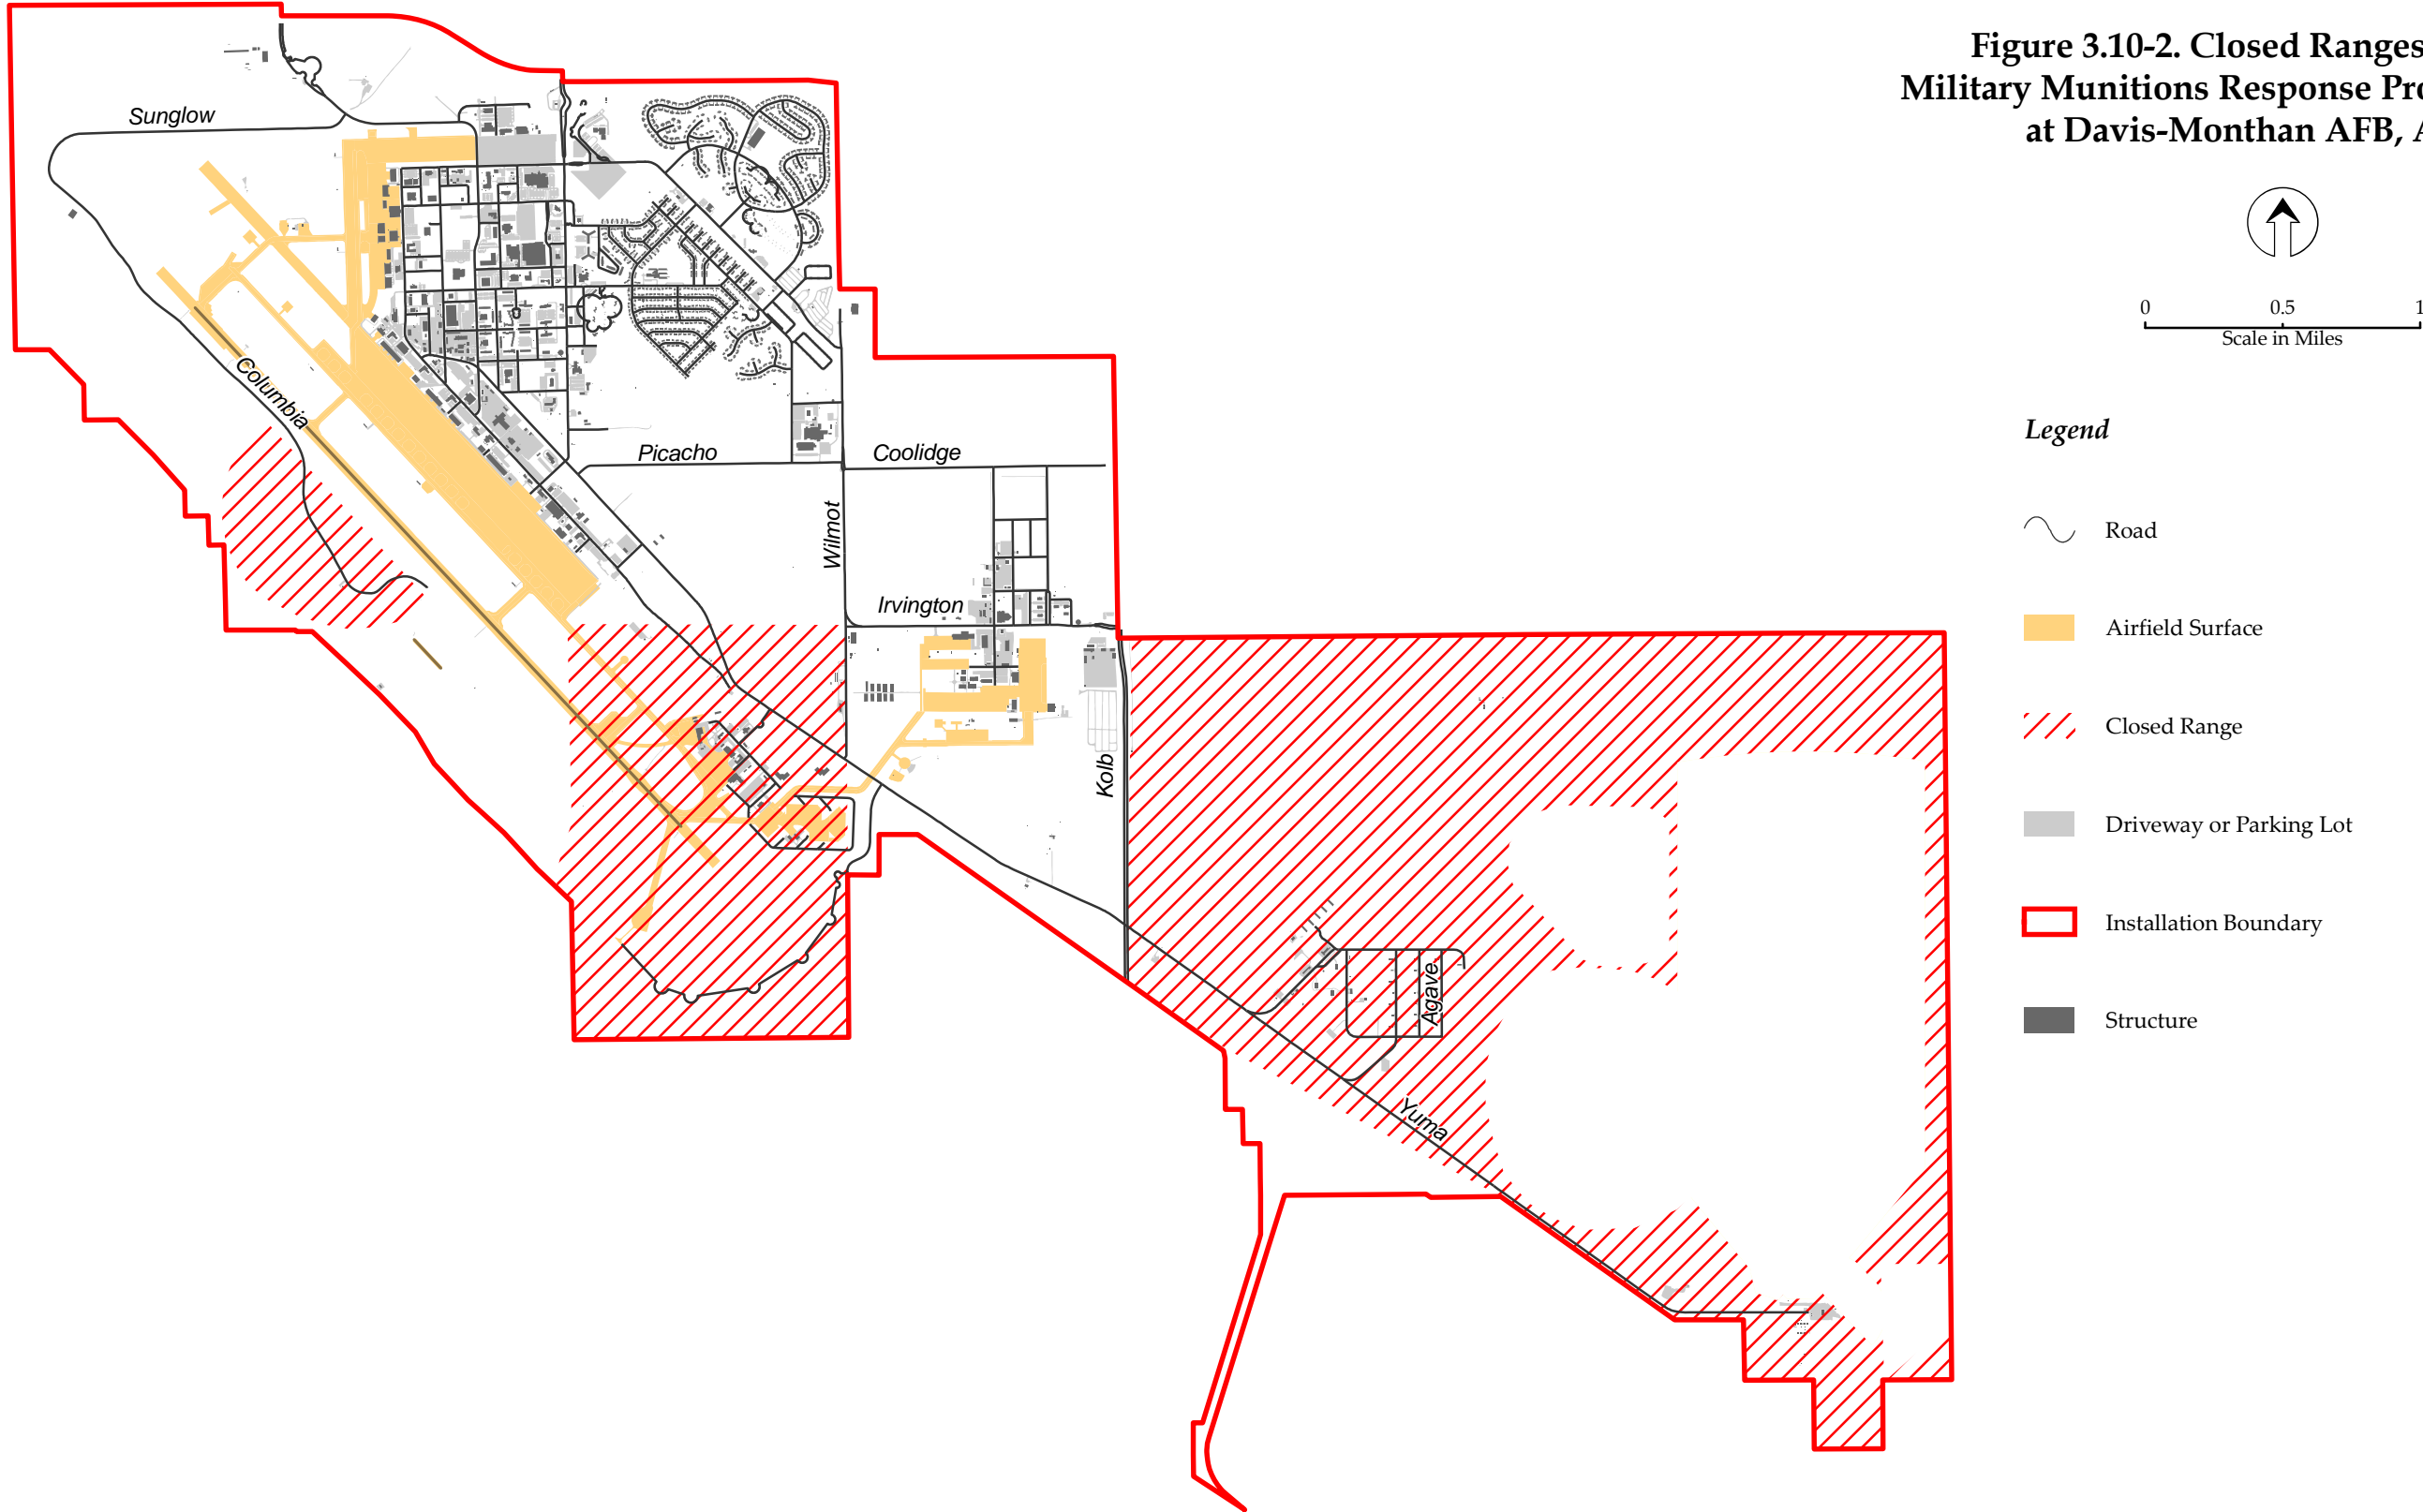 Figure 3.10-2. Closed Ranges
Military Munitions Response Pro
at Davis-Monthan AFB, A
0 0.5 1
Scale in Miles
Legend
Road
Airfield Surface
Closed Range
Driveway or Parking Lot
Installation Boundary
Structure
Sunglow
Columbia
Picacho
Coolidge
Wilmot
Irvington
Kolb
Agave
Yuma